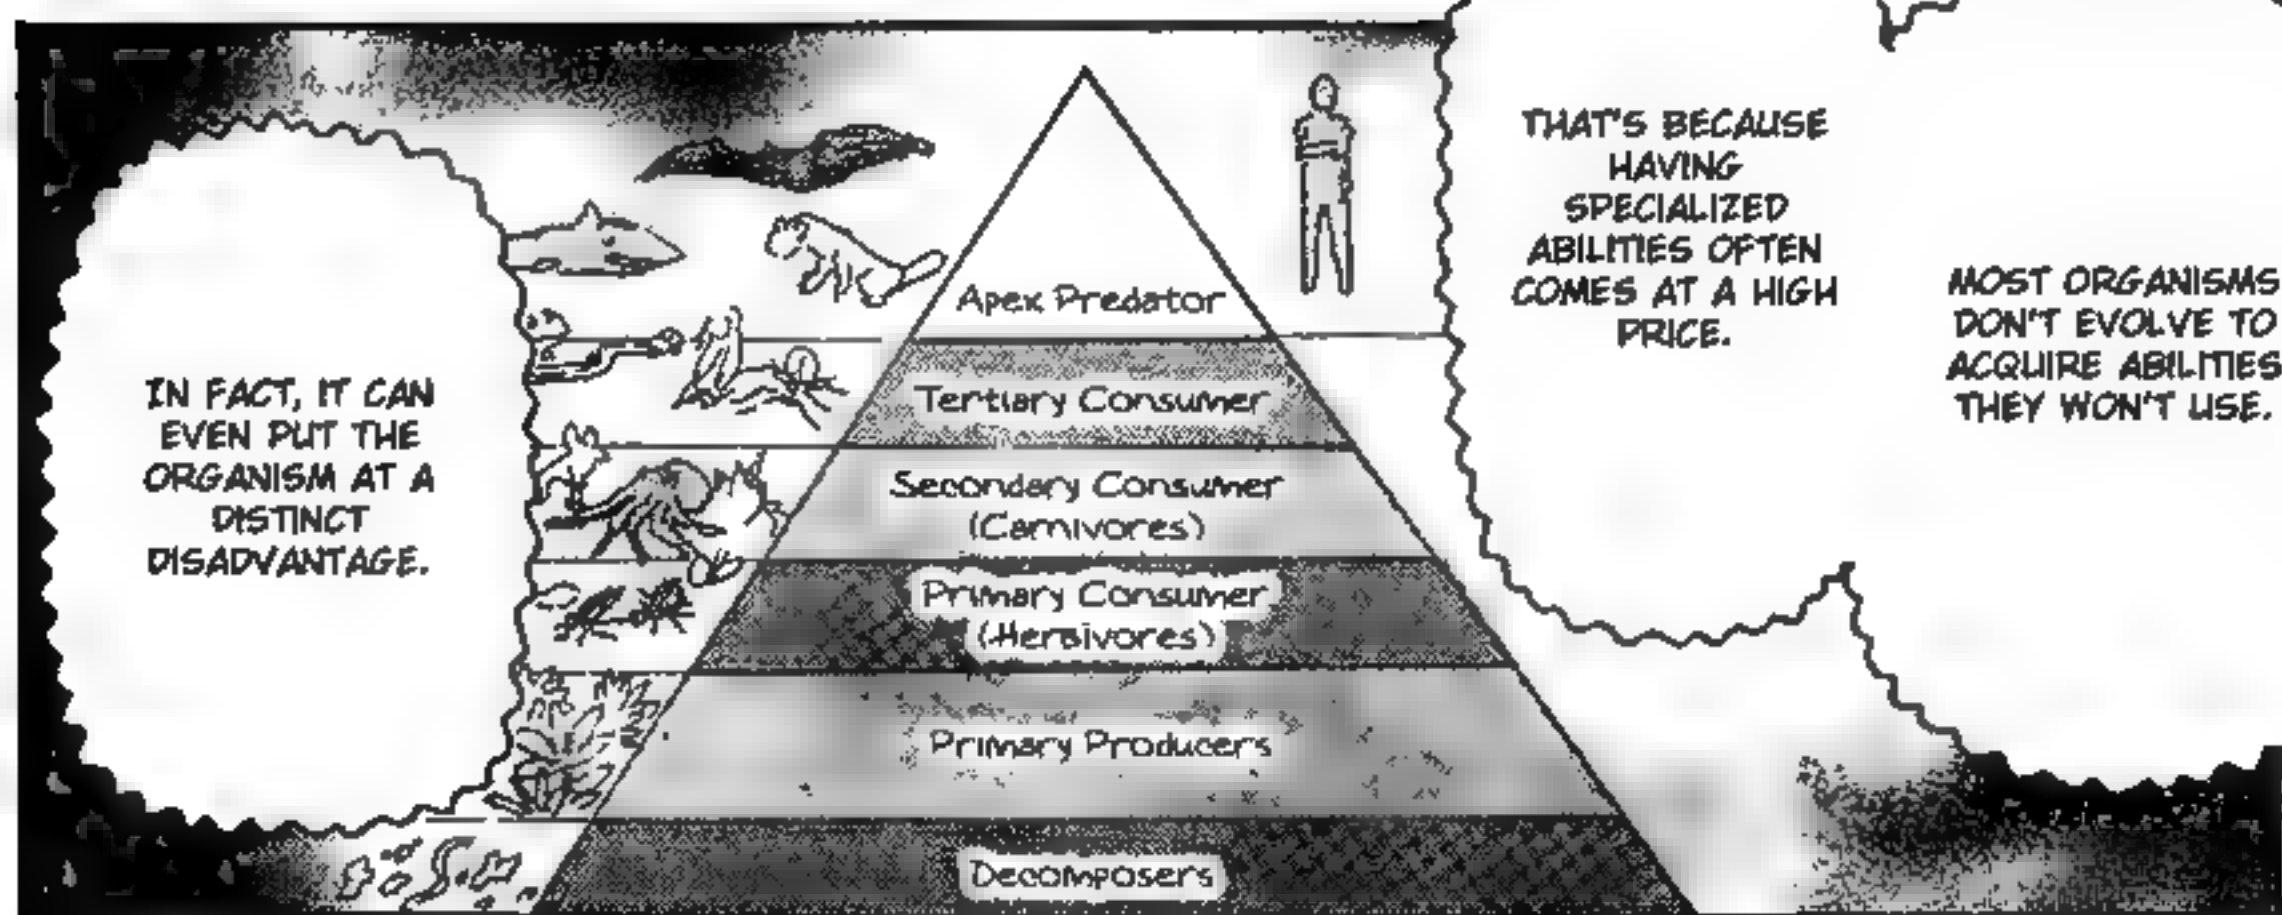 MOST ORGANISMS
DON'T EVOLVE TO
ACQUIRE ABILITIES
THEY WON'T USE.
THAT'S BECAUSE
HAVING
SPECIALIZED
ABILITIES OFTEN
COMES AT A HIGH
PRICE.
Apex Predator
Tertiary Consumer
Secondary Consumer
(Carnivores)
Primary Consumer
(Herbivores)
Primary Producers
Decomposers
IN FACT, IT CAN
EVEN PUT THE
ORGANISM AT A
DISTINCT
DISADVANTAGE.